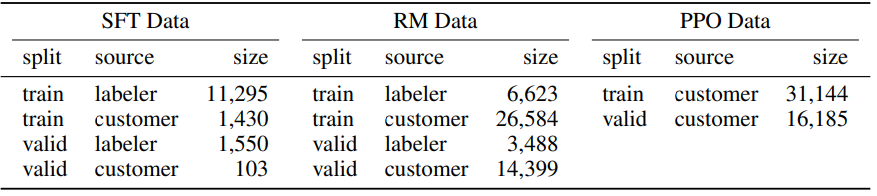 SFT Data RM Data PPO Data
split source size split source size split source size
train labeler 11,295 train labeler 6,623 train customer 31,144
train customer 1,430 train customer 26,584 valid customer 16,185
valid labeler 1,550 valid labeler 3,488
valid customer 103 valid customer 14,399